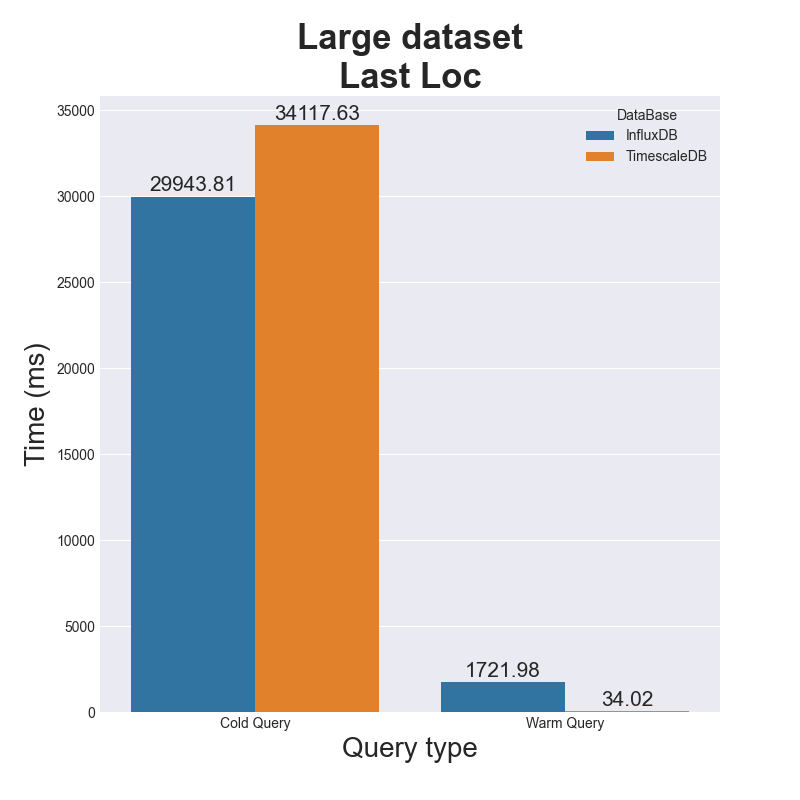 Large dataset
Last Loc
34117.63
29943.81
1721.98
34.02
DataBase
InfluxDB
TimescaleDB
35000
30000
25000
20000
15000
10000
5000
0
Time (ms)
Cold Query
Warm Query
Query type